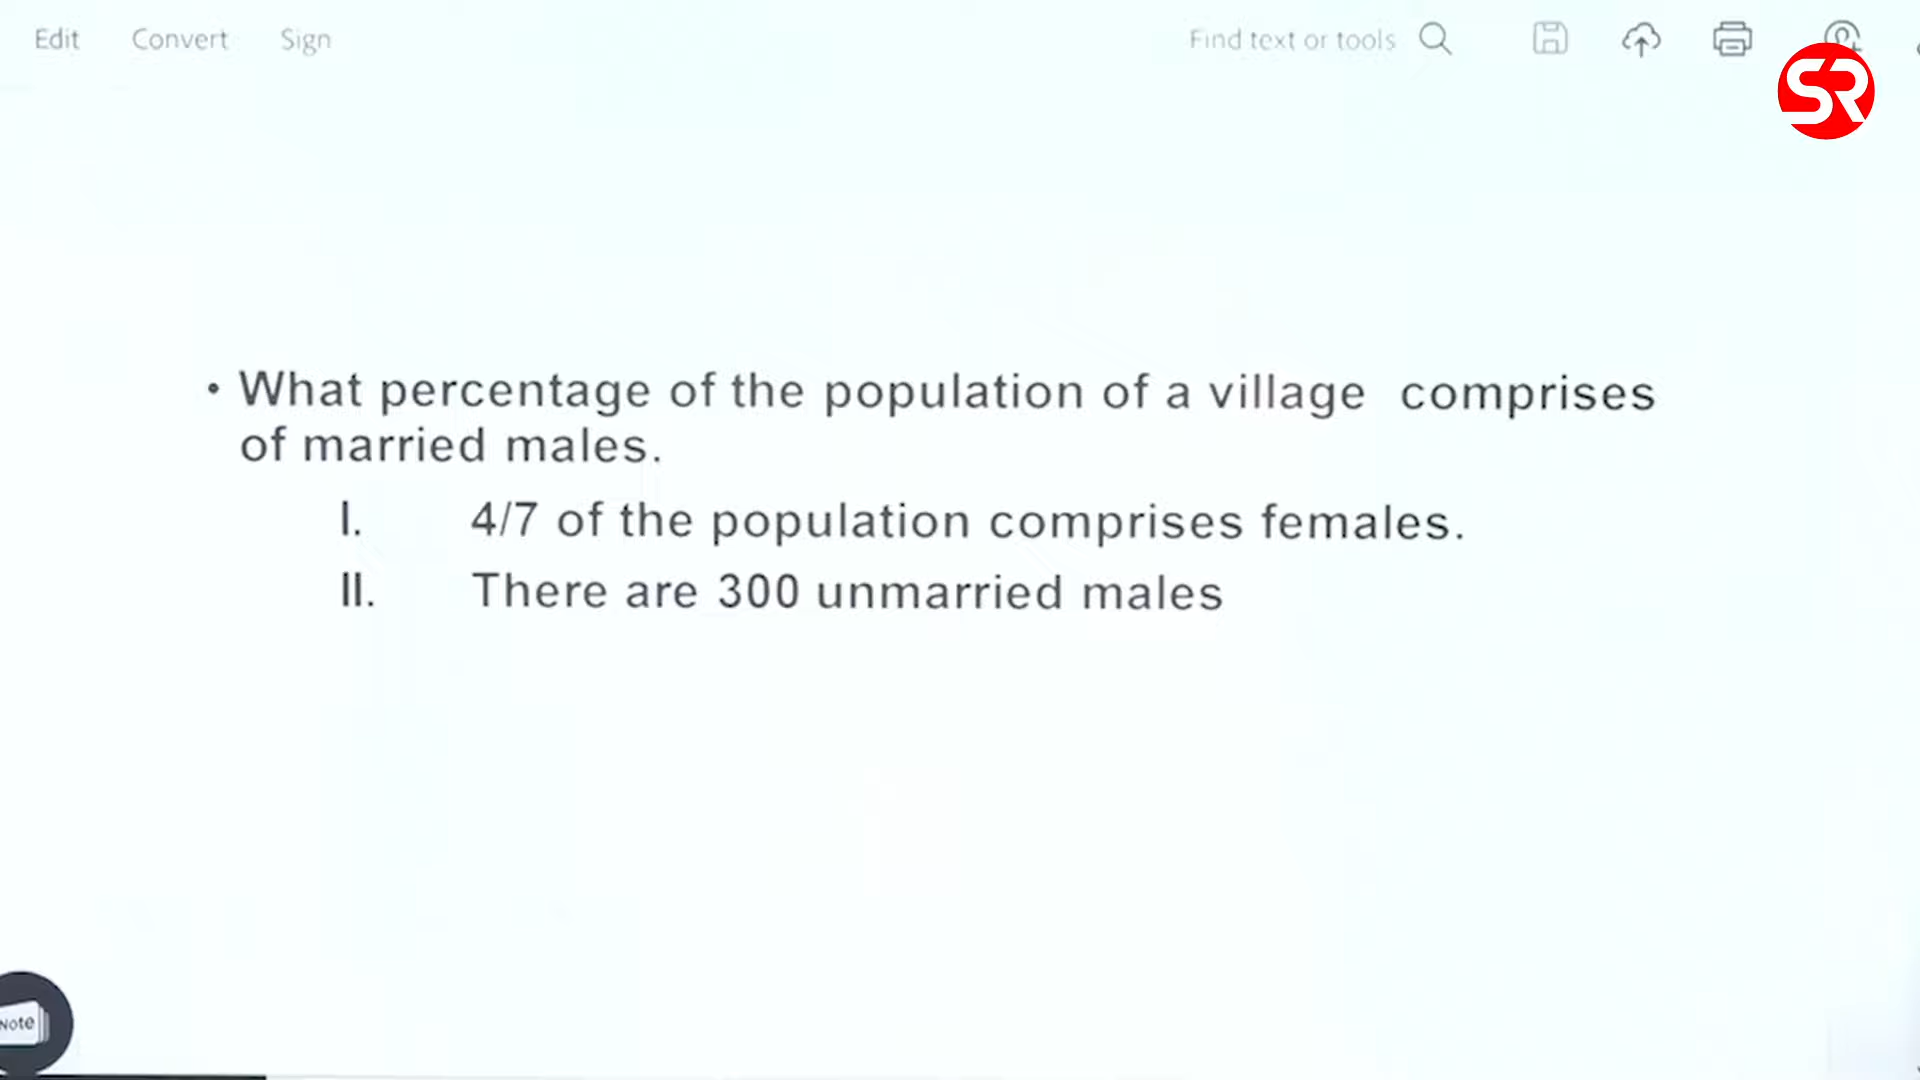 Edit Convert Sign Find text or tools
SR
• What percentage of the population of a village comprises
of married males.
I. 4/7 of the population comprises females.
II. There are 300 unmarried males
Note